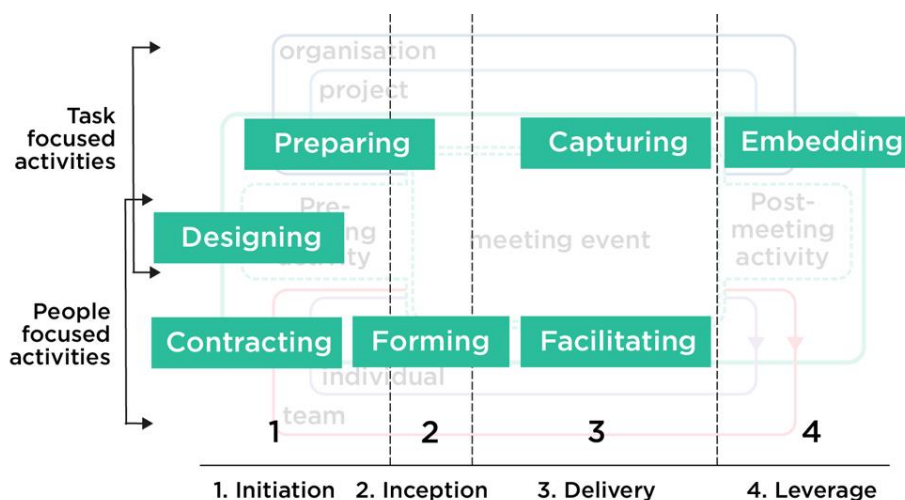 organisation
project
Task
focused
activities
Preparing
Capturing
Embedding
Pre-
activity
Designing
meeting event
Post-
meeting
activity
People
focused
activities
Contracting
Forming
Facilitating
individual
team
1
2
3
4
1. Initiation
2. Inception
3. Delivery
4. Leverage